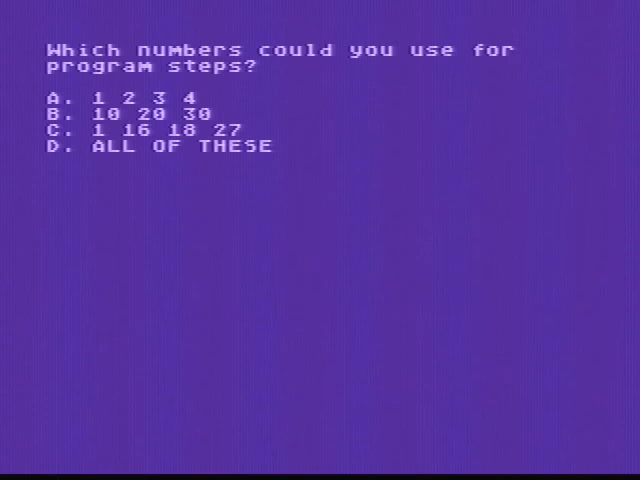 Which numbers could you use for
program steps?
A. 1 2 3 4
B. 10 20 30
C. 1 16 18 27
D. ALL OF THESE